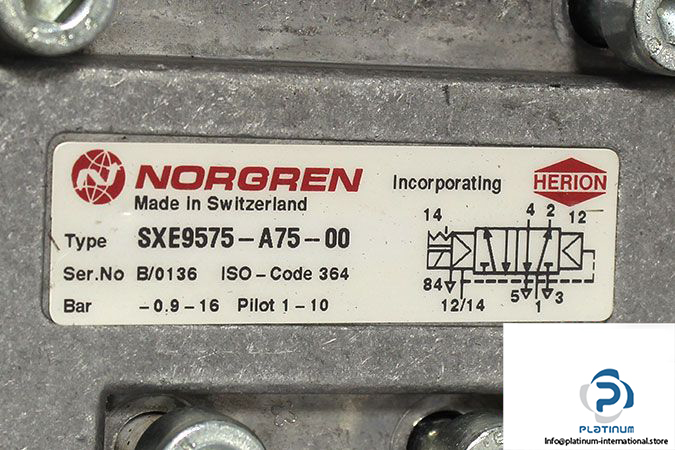 NORGREN
Made in Switzerland
Incorporating HERION
Type SXE9575-A75-00
Ser.No B/0136 ISO-Code 364
Bar -0.9-16 Pilot 1-10
14 4 2 12
84 12/14 5 1 3
PLATINUM
Info@platinum-international.store